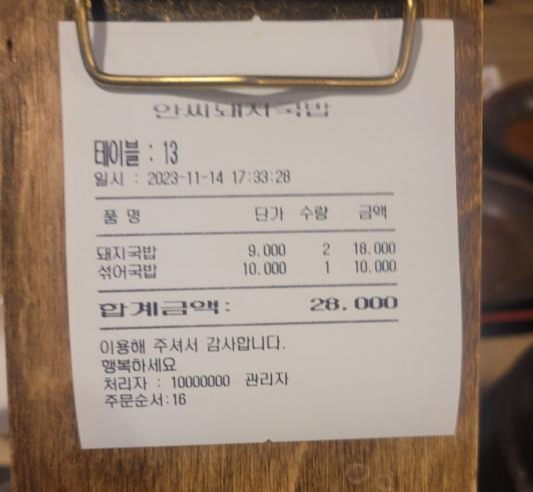 안씨돼지국밥
테이블 : 13
일시 : 2023-11-14 17:33:28
품 명 단가 수량 금액
돼지국밥 9.000 2 18.000
섞어국밥 10.000 1 10.000
합계금액: 28.000
이용해 주셔서 감사합니다.
행복하세요
처리자 : 10000000 관리자
주문순서:16